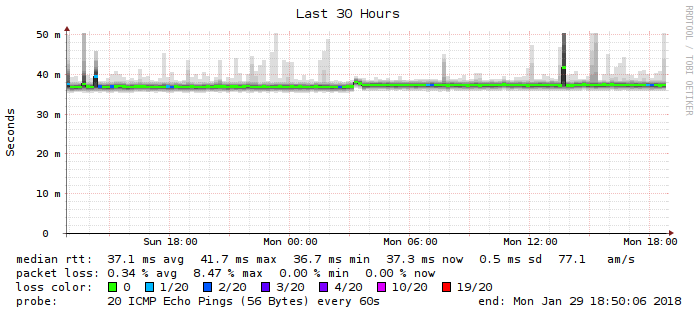 Last 30 Hours
RRDTOOL / TOBI OETIKER
Seconds
50 m
40 m
30 m
20 m
10 m
0
Sun 18:00 Mon 00:00 Mon 06:00 Mon 12:00 Mon 18:00
median rtt: 37.1 ms avg 41.7 ms max 36.7 ms min 37.3 ms now 0.5 ms sd 77.1 am/s
packet loss: 0.34 % avg 8.47 % max 0.00 % min 0.00 % now
loss color: 0 1/20 2/20 3/20 4/20 10/20 19/20
probe: 20 ICMP Echo Pings (56 Bytes) every 60s end: Mon Jan 29 18:50:06 2018